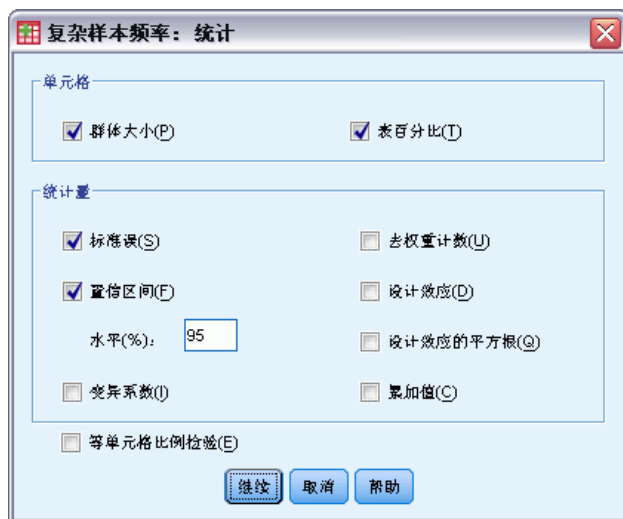 复杂样本频率：统计
单元格
群体大小(P)
表百分比(T)
统计量
标准误(S)
去权重计数(U)
置信区间(F)
设计效应(D)
水平(%)：
95
设计效应的平方根(Q)
变异系数(I)
累加值(C)
等单元格比例检验(E)
继续
取消
帮助